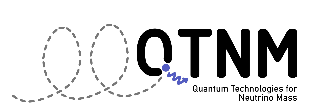 QTNM
Quantum Technologies for
Neutrino Mass